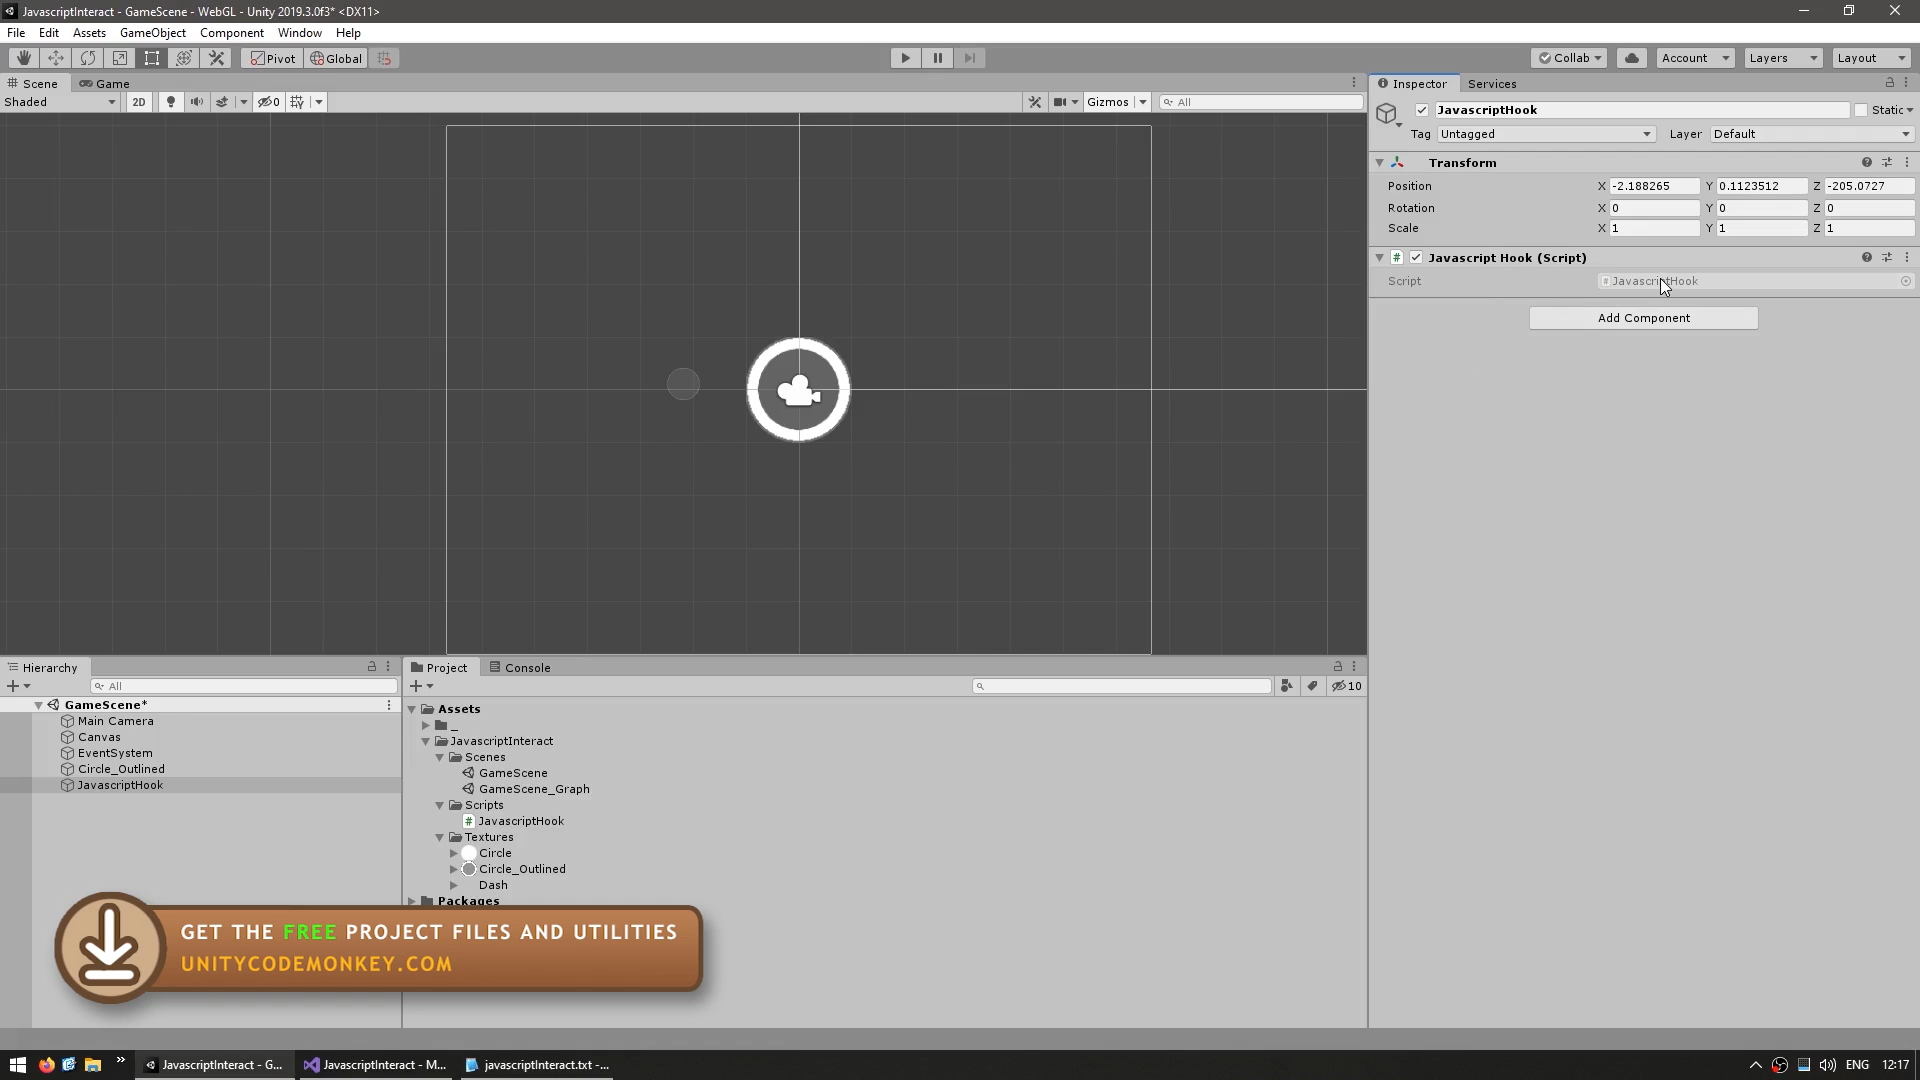 JavascriptInteract - GameScene - WebGL - Unity 2019.3.0f3* <DX11>
File Edit Assets GameObject Component Window Help
Pivot Global Collab Account Layers Layout
Scene Game
Shaded 2D 0 Gizmos All
Inspector Services
JavascriptHook Static
Tag Untagged Layer Default
Transform
Position X -2.188265 Y 0.1123512 Z -205.0727
Rotation X 0 Y 0 Z 0
Scale X 1 Y 1 Z 1
# Javascript Hook (Script)
Script # JavascriptHook
Add Component
Hierarchy
All
GameScene*
Main Camera
Canvas
EventSystem
Circle_Outlined
JavascriptHook
Project Console
10
Assets
_
JavascriptInteract
Scenes
GameScene
GameScene_Graph
Scripts
# JavascriptHook
Textures
Circle
Circle_Outlined
Dash
Packages
GET THE FREE PROJECT FILES AND UTILITIES
UNITYCODEMONKEY.COM
» JavascriptInteract - G... JavascriptInteract - M... javascriptInteract.txt -... ENG 12:17